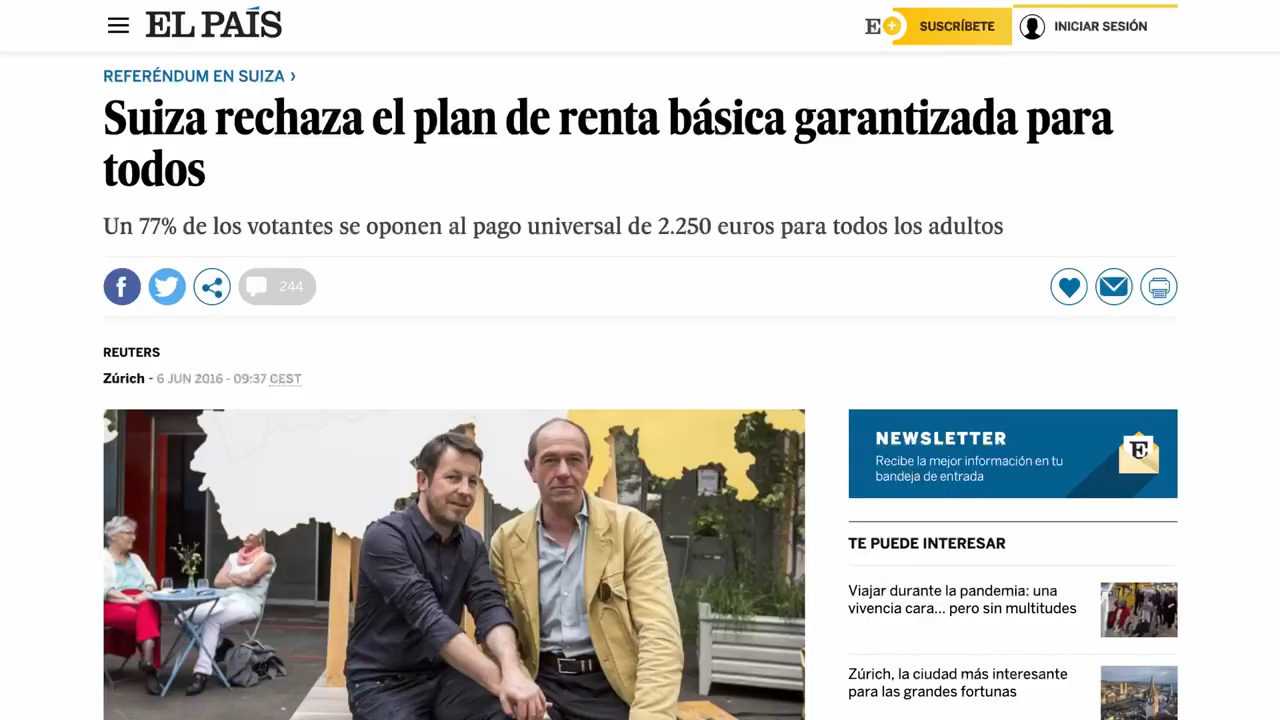 EL PAÍS
E+ SUSCRÍBETE
INICIAR SESIÓN
REFERÉNDUM EN SUIZA ›
Suiza rechaza el plan de renta básica garantizada para
todos
Un 77% de los votantes se oponen al pago universal de 2.250 euros para todos los adultos
244
REUTERS
Zúrich - 6 JUN 2016 - 09:37 CEST
NEWSLETTER
Recibe la mejor información en tu
bandeja de entrada
E
TE PUEDE INTERESAR
Viajar durante la pandemia: una
vivencia cara... pero sin multitudes
Zúrich, la ciudad más interesante
para las grandes fortunas